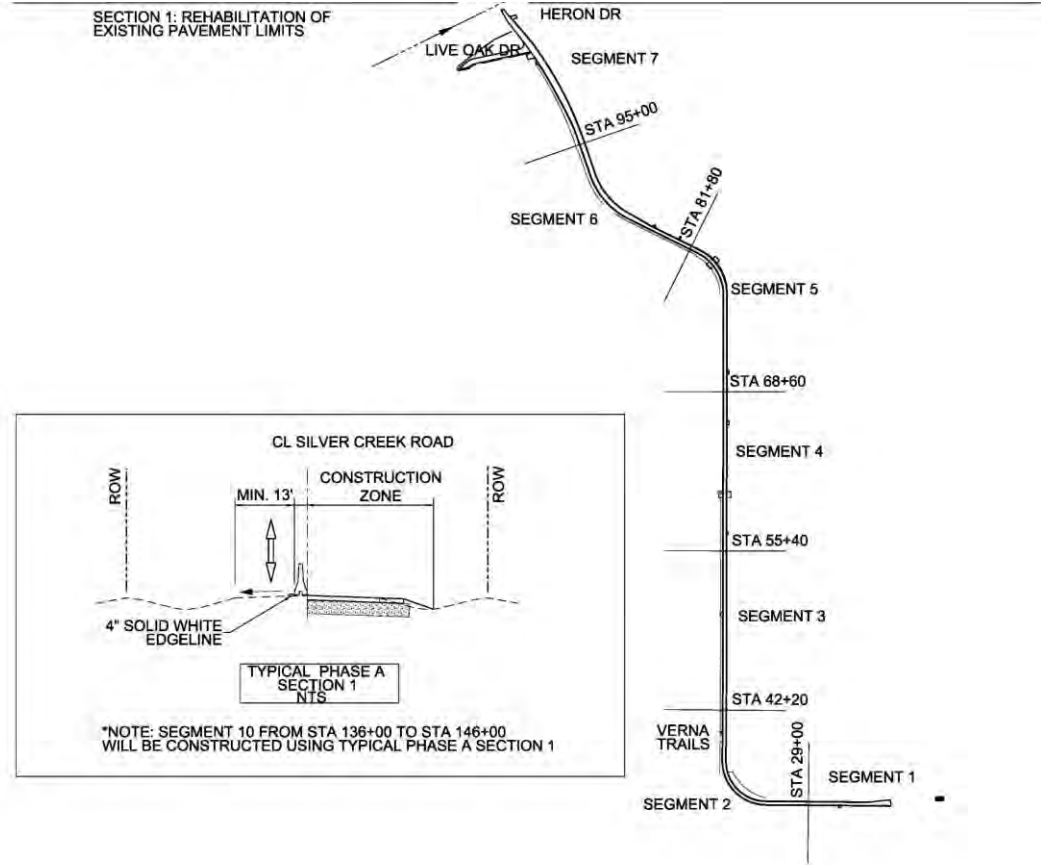 SECTION 1: REHABILITATION OF
EXISTING PAVEMENT LIMITS
HERON DR
LIVE OAK DR
SEGMENT 7
STA 95+00
SEGMENT 6
STA 81+80
SEGMENT 5
STA 68+60
SEGMENT 4
STA 55+40
SEGMENT 3
STA 42+20
VERNA
TRAILS
STA 29+00
SEGMENT 1
SEGMENT 2
CL SILVER CREEK ROAD
ROW
MIN. 13'
CONSTRUCTION
ZONE
ROW
4" SOLID WHITE
EDGELINE
TYPICAL PHASE A
SECTION 1
NTS
*NOTE: SEGMENT 10 FROM STA 136+00 TO STA 146+00
WILL BE CONSTRUCTED USING TYPICAL PHASE A SECTION 1